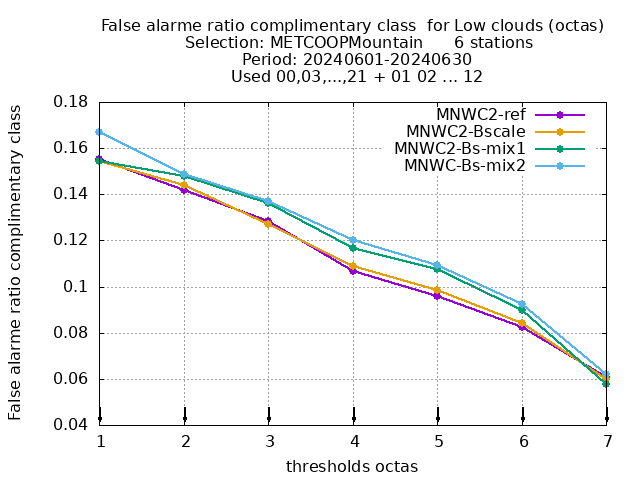 False alarme ratio complimentary class  for Low clouds (octas)
Selection: METCOOPMountain      6 stations
Period: 20240601-20240630
Used 00,03,...,21 + 01 02 ... 12
False alarme ratio complimentary class
0.18
0.16
0.14
0.12
0.1
0.08
0.06
0.04
MNWC2-ref
MNWC2-Bscale
MNWC2-Bs-mix1
MNWC-Bs-mix2
1 2 3 4 5 6 7
thresholds octas